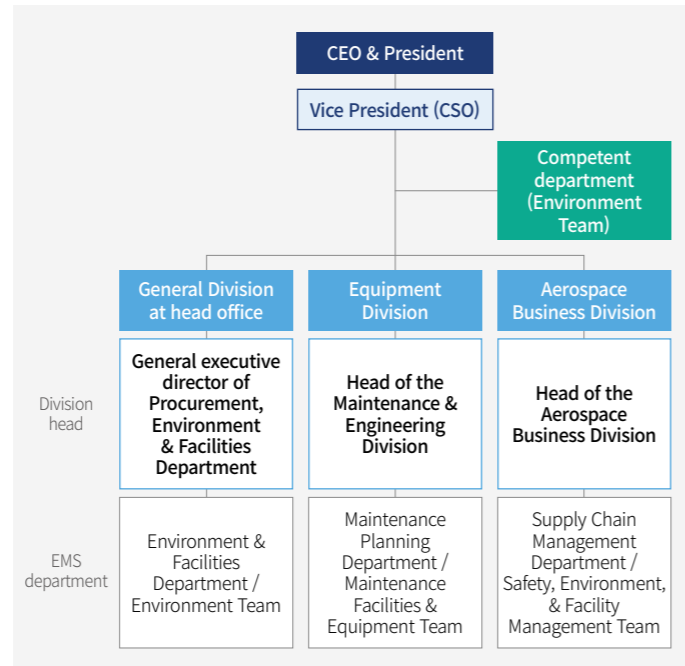 CEO & President
Vice President (CSO)
Competent
department
(Environment
Team)
General Division
at head office
Equipment
Division
Aerospace
Business Division
Division
head
General executive
director of
Procurement,
Environment
& Facilities
Department
Head of the
Maintenance &
Engineering
Division
Head of the
Aerospace
Business Division
EMS
department
Environment &
Facilities
Department /
Environment Team
Maintenance
Planning
Department /
Maintenance
Facilities &
Equipment Team
Supply Chain
Management
Department /
Safety, Environment,
& Facility
Management Team